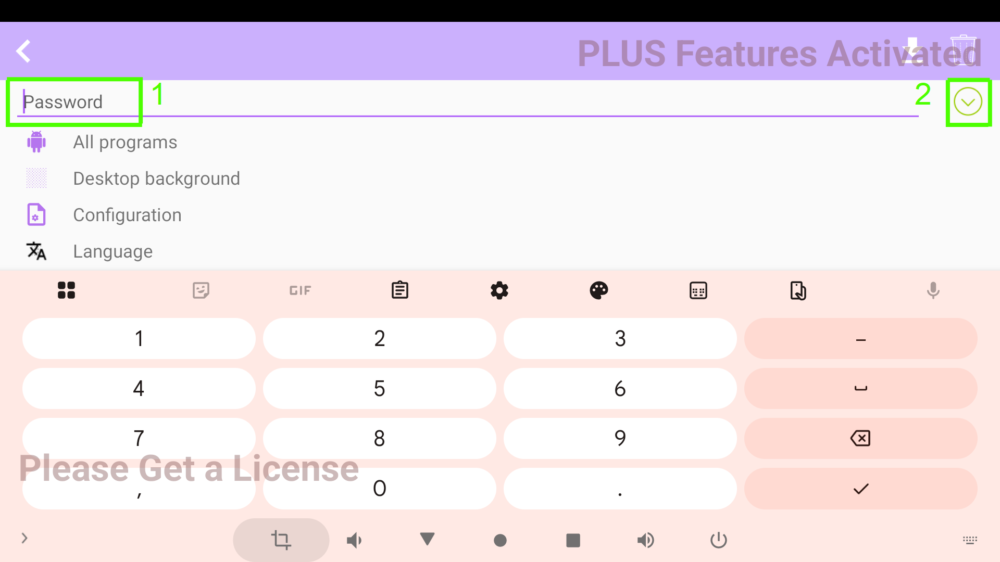 PLUS Features Activated
Password
1
2
All programs
Desktop background
Configuration
Language
GIF
1 2 3 –
4 5 6
7 8 9
Please Get a License
, 0 .